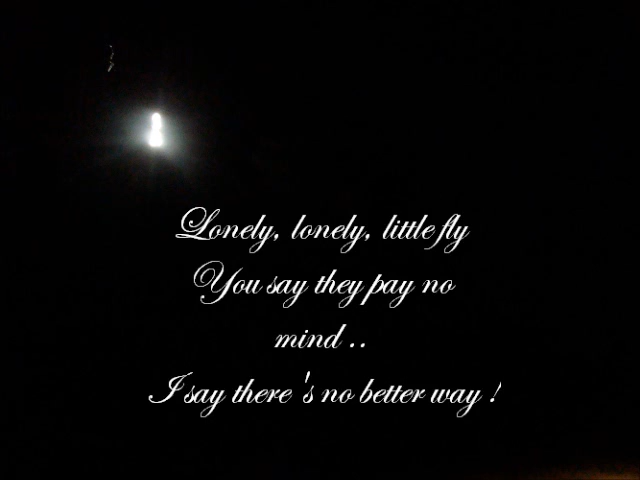 Lonely, lonely, little fly
You say they pay no
mind ..
I say there's no better way !